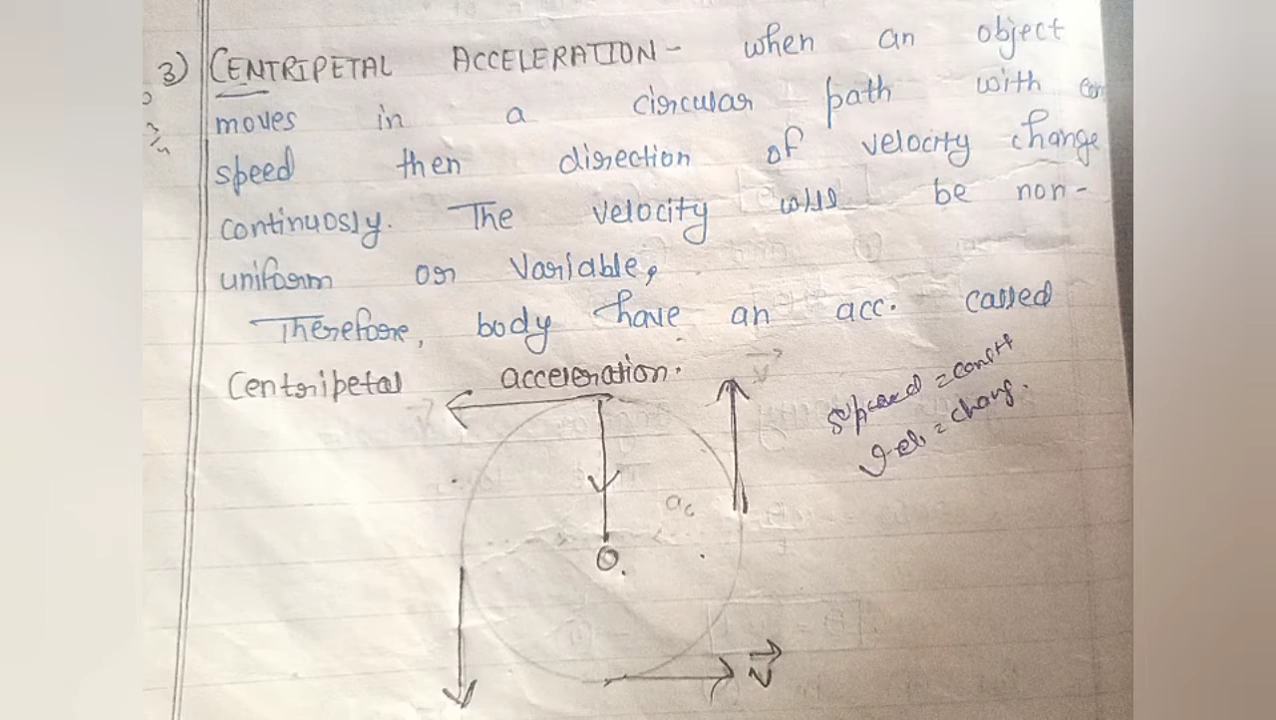 3) CENTRIPETAL ACCELERATION - when an object
moves in a circular path with con
speed then direction of velocity change
continuosly. The velocity will be non-
uniform or Variable,
Therefore, body have an acc. called
Centripetal acceleration.
V
V
speed = constt
vel = chang.
ac
O
V